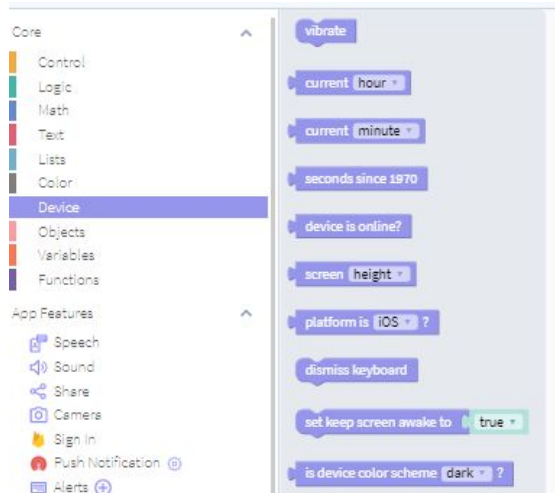 Core
Control
Logic
Math
Text
Lists
Color
Device
Objects
Variables
Functions
App Features
Speech
Sound
Share
Camera
Sign In
Push Notification
Alerts
vibrate
current hour
current minute
seconds since 1970
device is online?
screen height
platform is iOS ?
dismiss keyboard
set keep screen awake to true
is device color scheme dark ?